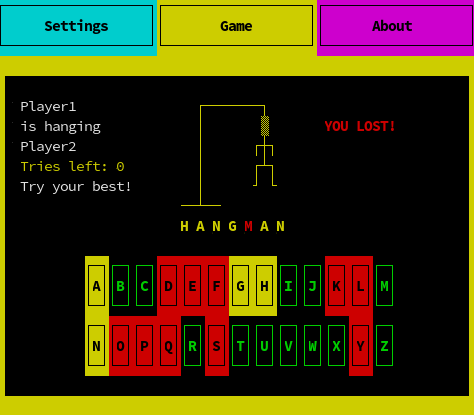 Settings Game About
Player1
is hanging YOU LOST!
Player2
Tries left: 0
Try your best!
HANGMAN
A B C D E F G H I J K L M
N O P Q R S T U V W X Y Z